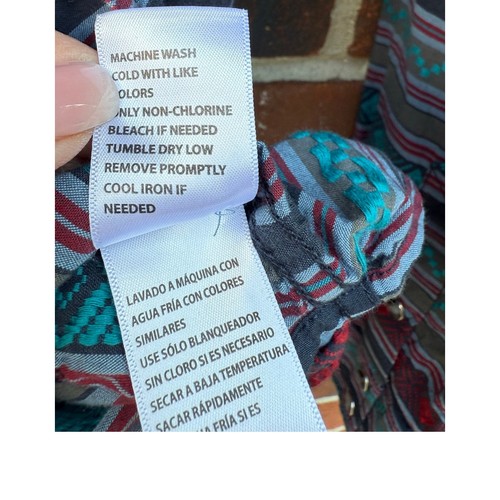 MACHINE WASH
COLD WITH LIKE
COLORS
ONLY NON-CHLORINE
BLEACH IF NEEDED
TUMBLE DRY LOW
REMOVE PROMPTLY
COOL IRON IF
NEEDED
LAVADO A MÁQUINA CON
AGUA FRÍA CON COLORES
SIMILARES
USE SÓLO BLANQUEADOR
SIN CLORO SI ES NECESARIO
SECAR A BAJA TEMPERATURA
SACAR RÁPIDAMENTE
AGUA FRÍA SI ES